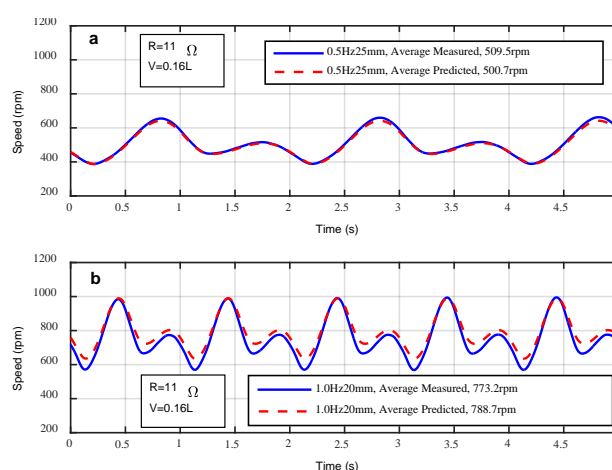 1200
a
R=11 Ω
V=0.16L
0.5Hz25mm, Average Measured, 509.5rpm
0.5Hz25mm, Average Predicted, 500.7rpm
1000
800
600
400
200
Speed (rpm)
0 0.5 1 1.5 2 2.5 3 3.5 4 4.5
Time (s)
1200
b
1000
800
600
400
200
Speed (rpm)
R=11 Ω
V=0.16L
1.0Hz20mm, Average Measured, 773.2rpm
1.0Hz20mm, Average Predicted, 788.7rpm
0 0.5 1 1.5 2 2.5 3 3.5 4 4.5
Time (s)